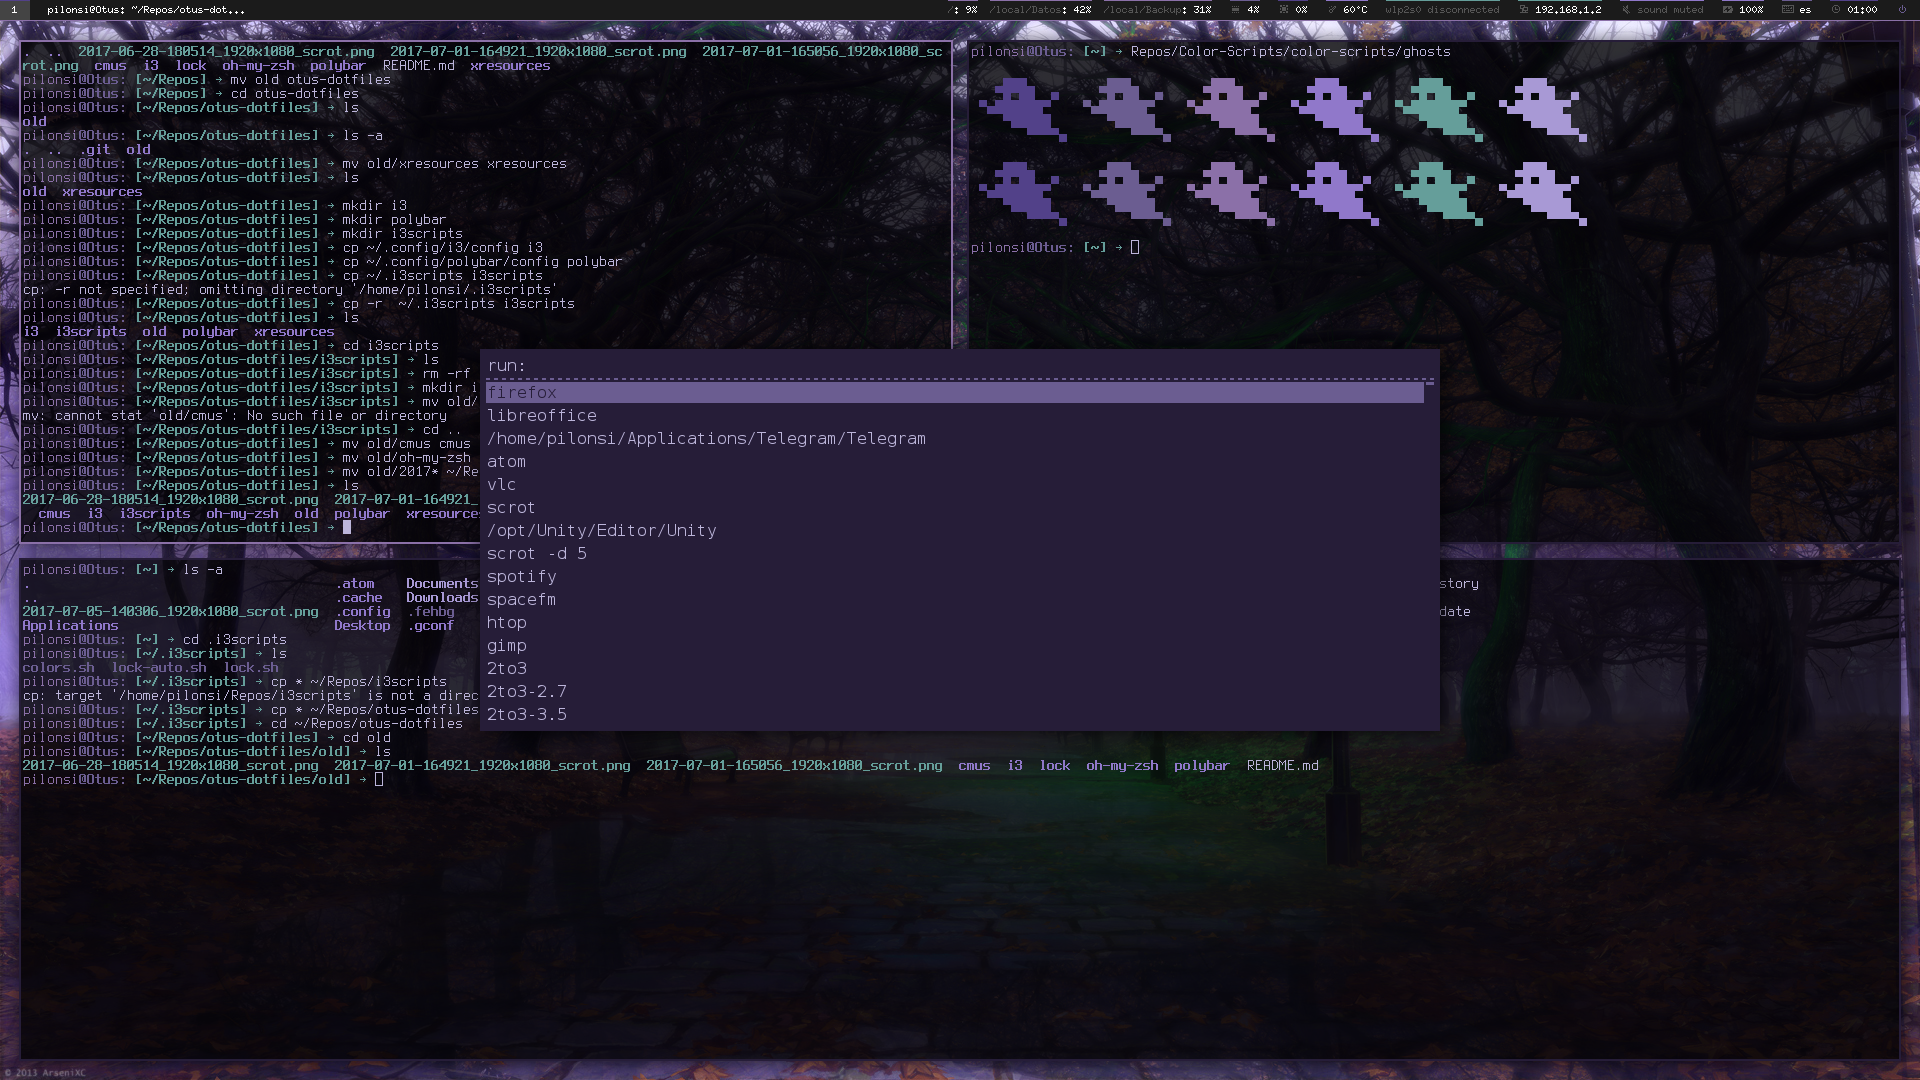 1 pilonsi@Otus: ~/Repos/otus-dot... /: 9% /local/Datos: 42% /local/Backup: 31% 4% 0% 60°C wlp2s0 disconnected 192.168.1.2 sound muted 100% es 01:00
. .. 2017-06-28-180514_1920x1080_scrot.png 2017-07-01-164921_1920x1080_scrot.png 2017-07-01-165056_1920x1080_sc
rot.png cmus i3 lock oh-my-zsh polybar README.md xresources
pilonsi@Otus: [~/Repos] → mv old otus-dotfiles
pilonsi@Otus: [~/Repos] → cd otus-dotfiles
pilonsi@Otus: [~/Repos/otus-dotfiles] → ls
old
pilonsi@Otus: [~/Repos/otus-dotfiles] → ls -a
. .. .git old
pilonsi@Otus: [~/Repos/otus-dotfiles] → mv old/xresources xresources
pilonsi@Otus: [~/Repos/otus-dotfiles] → ls
old xresources
pilonsi@Otus: [~/Repos/otus-dotfiles] → mkdir i3
pilonsi@Otus: [~/Repos/otus-dotfiles] → mkdir polybar
pilonsi@Otus: [~/Repos/otus-dotfiles] → mkdir i3scripts
pilonsi@Otus: [~/Repos/otus-dotfiles] → cp ~/.config/i3/config i3
pilonsi@Otus: [~/Repos/otus-dotfiles] → cp ~/.config/polybar/config polybar
pilonsi@Otus: [~/Repos/otus-dotfiles] → cp ~/.i3scripts i3scripts
cp: -r not specified; omitting directory '/home/pilonsi/.i3scripts'
pilonsi@Otus: [~/Repos/otus-dotfiles] → cp -r ~/.i3scripts i3scripts
pilonsi@Otus: [~/Repos/otus-dotfiles] → ls
i3 i3scripts old polybar xresources
pilonsi@Otus: [~/Repos/otus-dotfiles] → cd i3scripts
pilonsi@Otus: [~/Repos/otus-dotfiles/i3scripts] → ls
pilonsi@Otus: [~/Repos/otus-dotfiles/i3scripts] → rm -rf
pilonsi@Otus: [~/Repos/otus-dotfiles/i3scripts] → mkdir i
pilonsi@Otus: [~/Repos/otus-dotfiles/i3scripts] → mv old/
mv: cannot stat 'old/cmus': No such file or directory
pilonsi@Otus: [~/Repos/otus-dotfiles/i3scripts] → cd ..
pilonsi@Otus: [~/Repos/otus-dotfiles] → mv old/cmus cmus
pilonsi@Otus: [~/Repos/otus-dotfiles] → mv old/oh-my-zsh
pilonsi@Otus: [~/Repos/otus-dotfiles] → mv old/2017* ~/Re
pilonsi@Otus: [~/Repos/otus-dotfiles] → ls
2017-06-28-180514_1920x1080_scrot.png 2017-07-01-164921_
cmus i3 i3scripts oh-my-zsh old polybar xresources
pilonsi@Otus: [~/Repos/otus-dotfiles] →
pilonsi@Otus: [~] → Repos/Color-Scripts/color-scripts/ghosts
pilonsi@Otus: [~] →
run:
firefox
libreoffice
/home/pilonsi/Applications/Telegram/Telegram
atom
vlc
scrot
/opt/Unity/Editor/Unity
scrot -d 5
spotify
spacefm
htop
gimp
2to3
2to3-2.7
2to3-3.5
pilonsi@Otus: [~] → ls -a
. .atom Documents story
.. .cache Downloads
2017-07-05-140306_1920x1080_scrot.png .config .fehbg date
Applications Desktop .gconf
pilonsi@Otus: [~] → cd .i3scripts
pilonsi@Otus: [~/.i3scripts] → ls
colors.sh lock-auto.sh lock.sh
pilonsi@Otus: [~/.i3scripts] → cp * ~/Repos/i3scripts
cp: target '/home/pilonsi/Repos/i3scripts' is not a direc
pilonsi@Otus: [~/.i3scripts] → cp * ~/Repos/otus-dotfiles
pilonsi@Otus: [~/.i3scripts] → cd ~/Repos/otus-dotfiles
pilonsi@Otus: [~/Repos/otus-dotfiles] → cd old
pilonsi@Otus: [~/Repos/otus-dotfiles/old] → ls
2017-06-28-180514_1920x1080_scrot.png 2017-07-01-164921_1920x1080_scrot.png 2017-07-01-165056_1920x1080_scrot.png cmus i3 lock oh-my-zsh polybar README.md
pilonsi@Otus: [~/Repos/otus-dotfiles/old] →
© 2013 ArseniXC